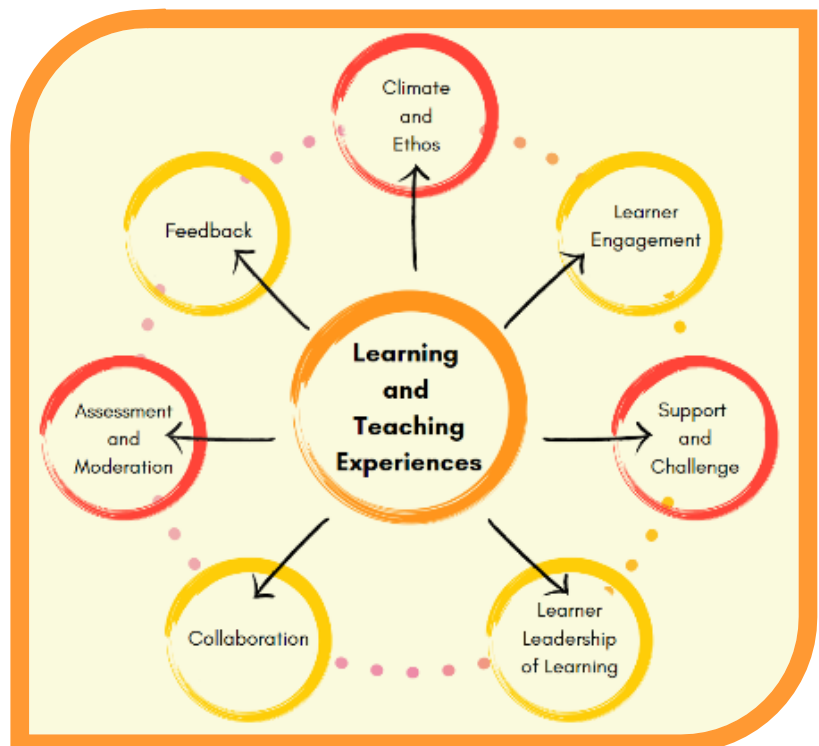 Climate
and
Ethos
Learner
Engagement
Feedback
Learning
and
Teaching
Experiences
Support
and
Challenge
Assessment
and
Moderation
Learner
Leadership
of Learning
Collaboration